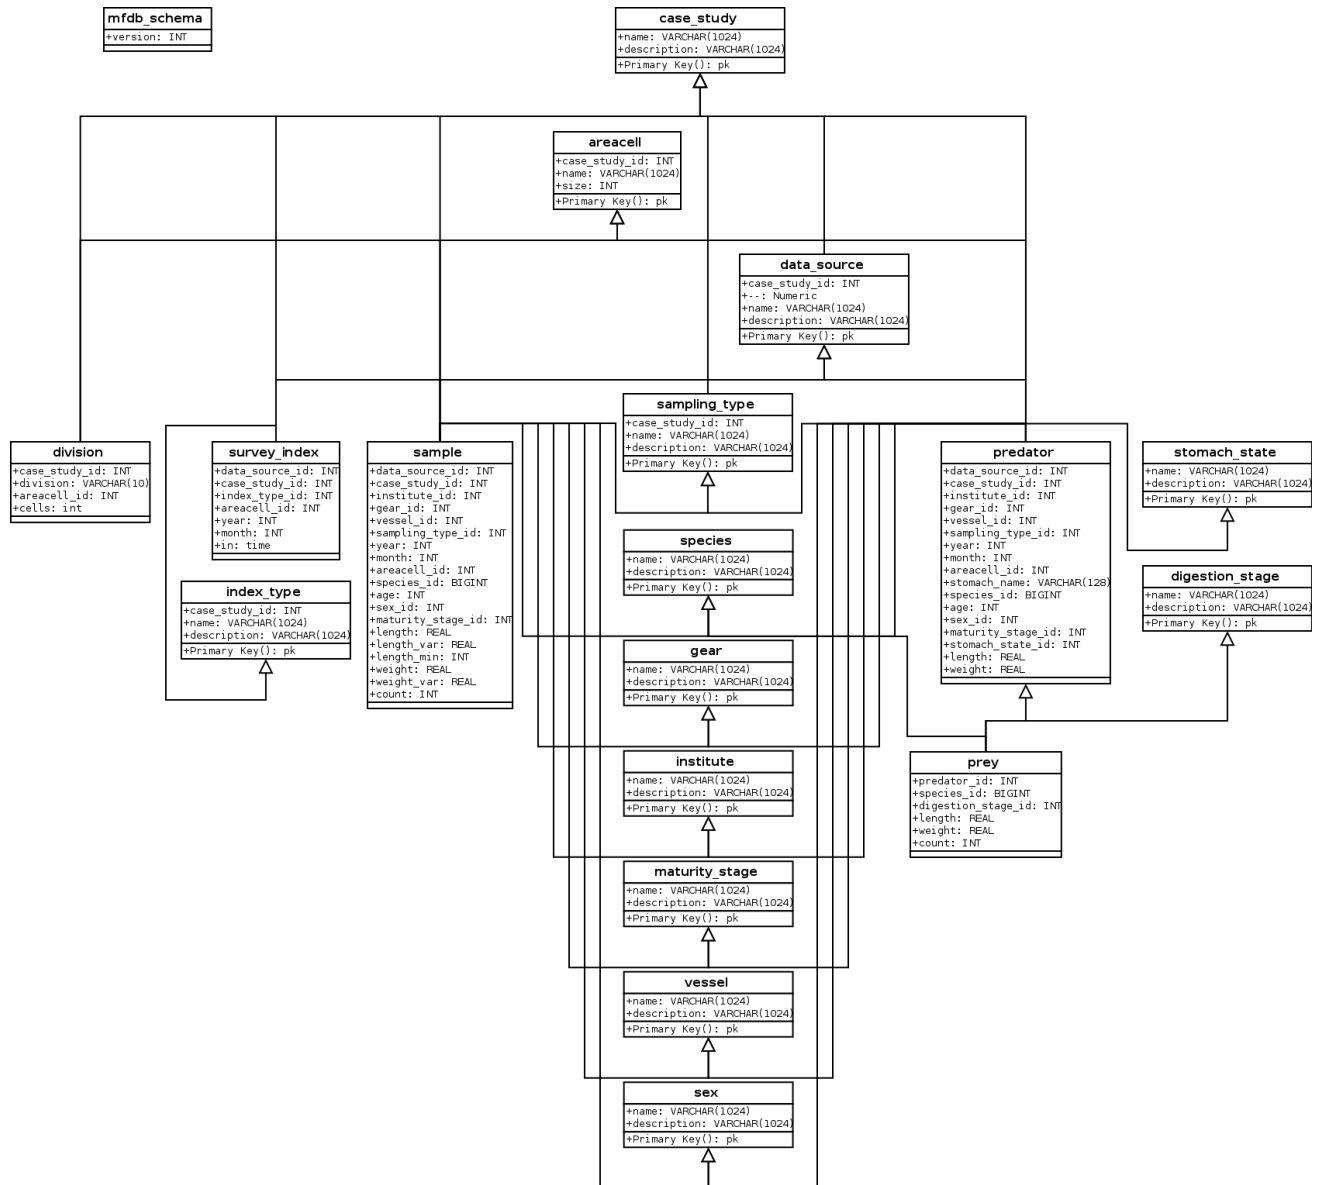 mfdb_schema
+version: INT
case_study
+name: VARCHAR(1024)
+description: VARCHAR(1024)
+Primary Key(): pk
areacell
+case_study_id: INT
+name: VARCHAR(1024)
+size: INT
+Primary Key(): pk
data_source
+case_study_id: INT
+--: Numeric
+name: VARCHAR(1024)
+description: VARCHAR(1024)
+Primary Key(): pk
sampling_type
+case_study_id: INT
+name: VARCHAR(1024)
+description: VARCHAR(1024)
+Primary Key(): pk
division
+case_study_id: INT
+division: VARCHAR(10)
+areacell_id: INT
+cells: int
survey_index
+data_source_id: INT
+case_study_id: INT
+index_type_id: INT
+areacell_id: INT
+year: INT
+month: INT
+in: time
sample
+data_source_id: INT
+case_study_id: INT
+institute_id: INT
+gear_id: INT
+vessel_id: INT
+sampling_type_id: INT
+year: INT
+month: INT
+areacell_id: INT
+species_id: BIGINT
+age: INT
+sex_id: INT
+maturity_stage_id: INT
+length: REAL
+length_var: REAL
+length_min: INT
+weight: REAL
+weight_var: REAL
+count: INT
predator
+data_source_id: INT
+case_study_id: INT
+institute_id: INT
+gear_id: INT
+vessel_id: INT
+sampling_type_id: INT
+year: INT
+month: INT
+areacell_id: INT
+stomach_name: VARCHAR(128)
+species_id: BIGINT
+age: INT
+sex_id: INT
+maturity_stage_id: INT
+stomach_state_id: INT
+length: REAL
+weight: REAL
stomach_state
+name: VARCHAR(1024)
+description: VARCHAR(1024)
+Primary Key(): pk
species
+name: VARCHAR(1024)
+description: VARCHAR(1024)
+Primary Key(): pk
digestion_stage
+name: VARCHAR(1024)
+description: VARCHAR(1024)
+Primary Key(): pk
index_type
+case_study_id: INT
+name: VARCHAR(1024)
+description: VARCHAR(1024)
+Primary Key(): pk
gear
+name: VARCHAR(1024)
+description: VARCHAR(1024)
+Primary Key(): pk
institute
+name: VARCHAR(1024)
+description: VARCHAR(1024)
+Primary Key(): pk
prey
+predator_id: INT
+species_id: BIGINT
+digestion_stage_id: INT
+length: REAL
+weight: REAL
+count: INT
maturity_stage
+name: VARCHAR(1024)
+description: VARCHAR(1024)
+Primary Key(): pk
vessel
+name: VARCHAR(1024)
+description: VARCHAR(1024)
+Primary Key(): pk
sex
+name: VARCHAR(1024)
+description: VARCHAR(1024)
+Primary Key(): pk